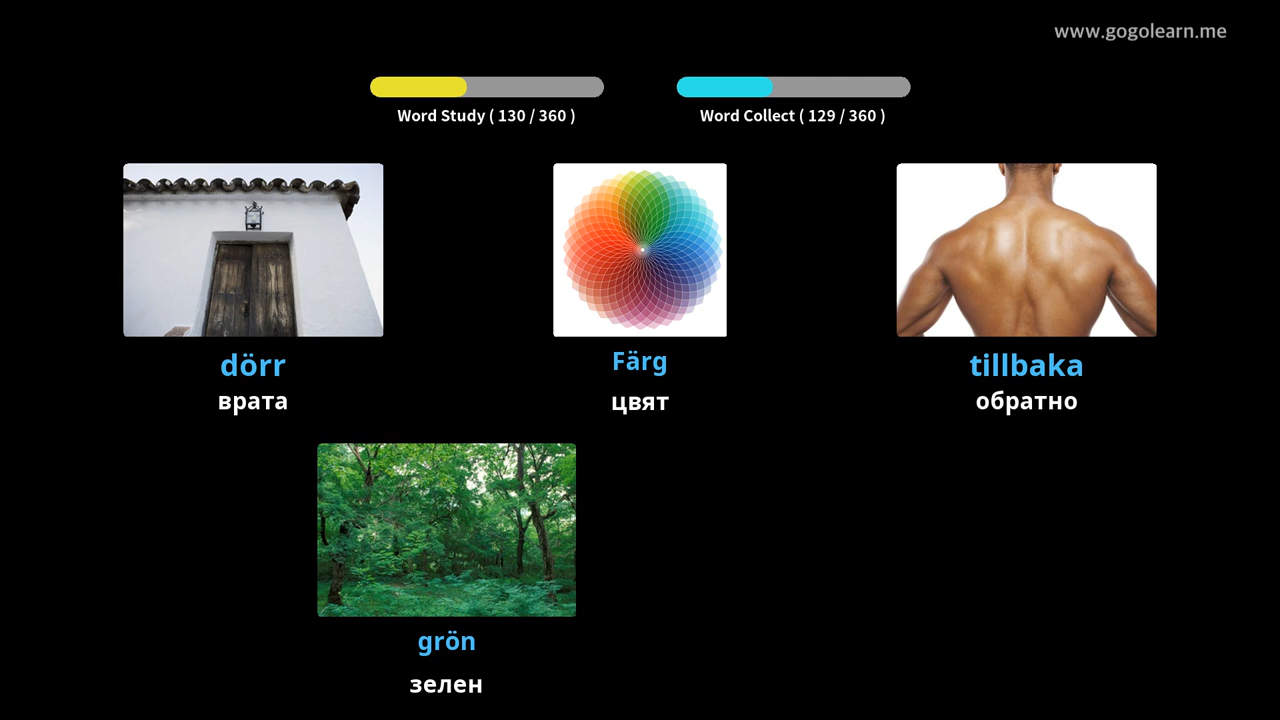 www.gogolearn.me
Word Study ( 130 / 360 )
Word Collect ( 129 / 360 )
dörr
врата
Färg
цвят
tillbaka
обратно
grön
зелен